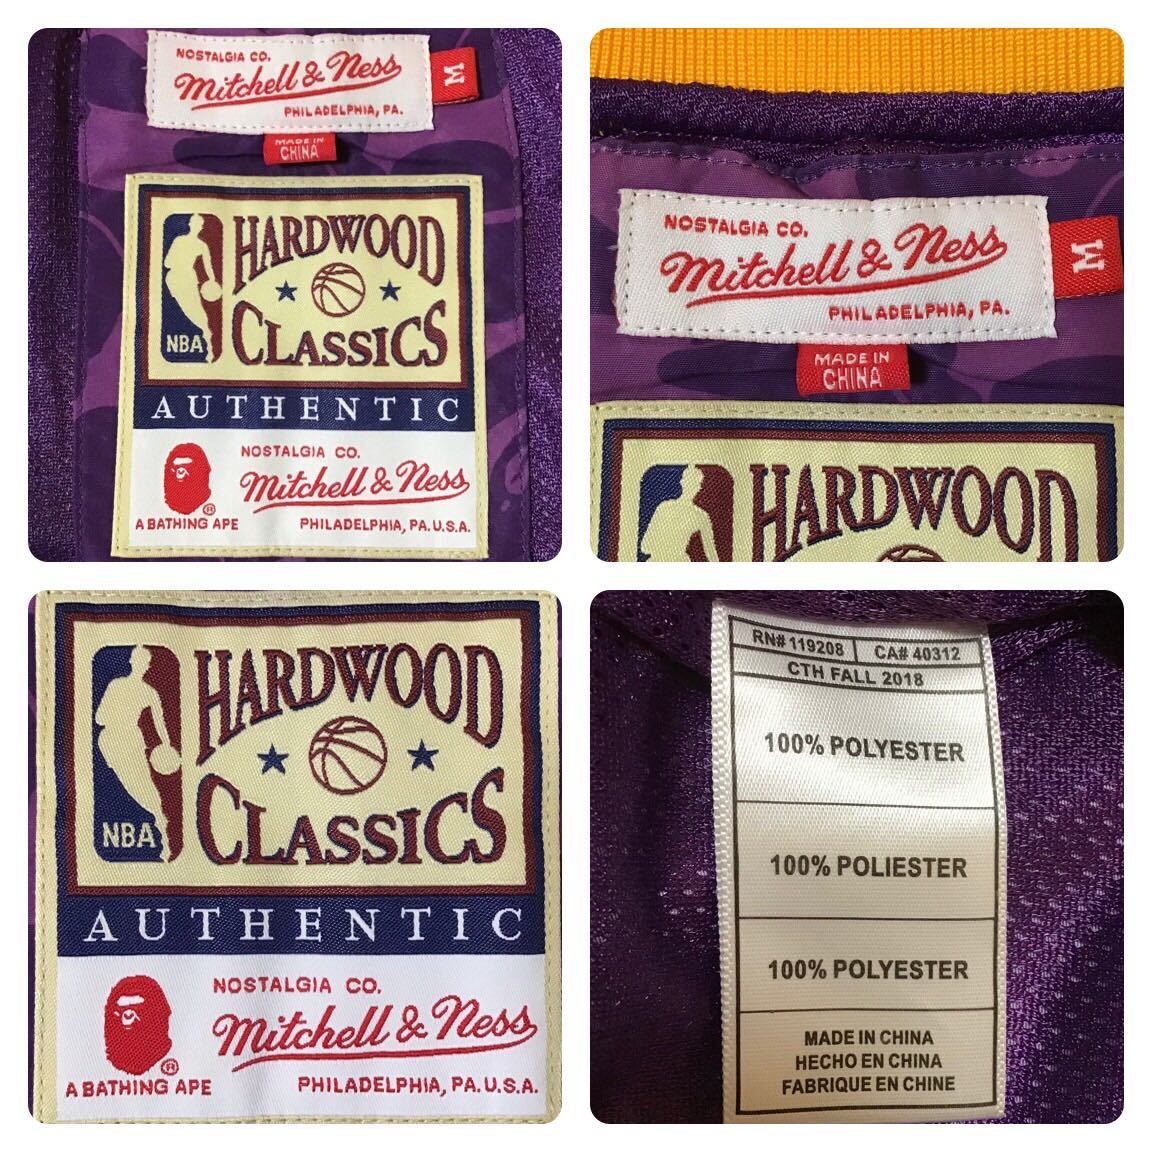 NOSTALGIA CO.
Mitchell & Ness
PHILADELPHIA, PA.
M
MADE IN
CHINA
HARDWOOD
CLASSICS
NBA
AUTHENTIC
NOSTALGIA CO.
Mitchell & Ness
A BATHING APE ®
PHILADELPHIA, PA. U.S.A.
NOSTALGIA CO.
Mitchell & Ness
PHILADELPHIA, PA.
M
MADE IN
CHINA
HARDWOOD
HARDWOOD
CLASSICS
NBA
AUTHENTIC
NOSTALGIA CO.
Mitchell & Ness
A BATHING APE ®
PHILADELPHIA, PA. U.S.A.
RN# 119208 CA# 40312
CTH FALL 2018
100% POLYESTER
100% POLIESTER
100% POLYESTER
MADE IN CHINA
HECHO EN CHINA
FABRIQUE EN CHINE